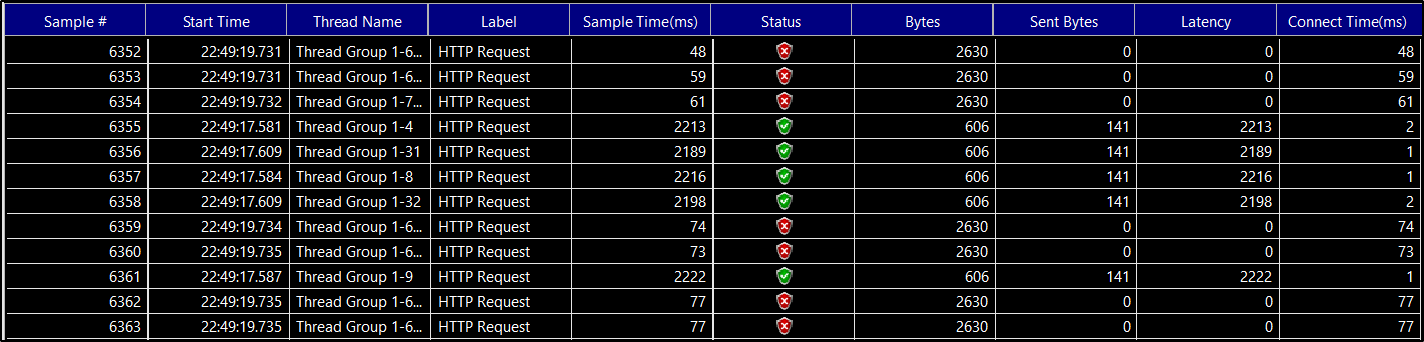 Sample # Start Time Thread Name Label Sample Time(ms) Status Bytes Sent Bytes Latency Connect Time(ms)
6352 22:49:19.731 Thread Group 1-6... HTTP Request 48 2630 0 0 48
6353 22:49:19.731 Thread Group 1-6... HTTP Request 59 2630 0 0 59
6354 22:49:19.732 Thread Group 1-7... HTTP Request 61 2630 0 0 61
6355 22:49:17.581 Thread Group 1-4 HTTP Request 2213 606 141 2213 2
6356 22:49:17.609 Thread Group 1-31 HTTP Request 2189 606 141 2189 1
6357 22:49:17.584 Thread Group 1-8 HTTP Request 2216 606 141 2216 1
6358 22:49:17.609 Thread Group 1-32 HTTP Request 2198 606 141 2198 2
6359 22:49:19.734 Thread Group 1-6... HTTP Request 74 2630 0 0 74
6360 22:49:19.735 Thread Group 1-6... HTTP Request 73 2630 0 0 73
6361 22:49:17.587 Thread Group 1-9 HTTP Request 2222 606 141 2222 1
6362 22:49:19.735 Thread Group 1-6... HTTP Request 77 2630 0 0 77
6363 22:49:19.735 Thread Group 1-6... HTTP Request 77 2630 0 0 77